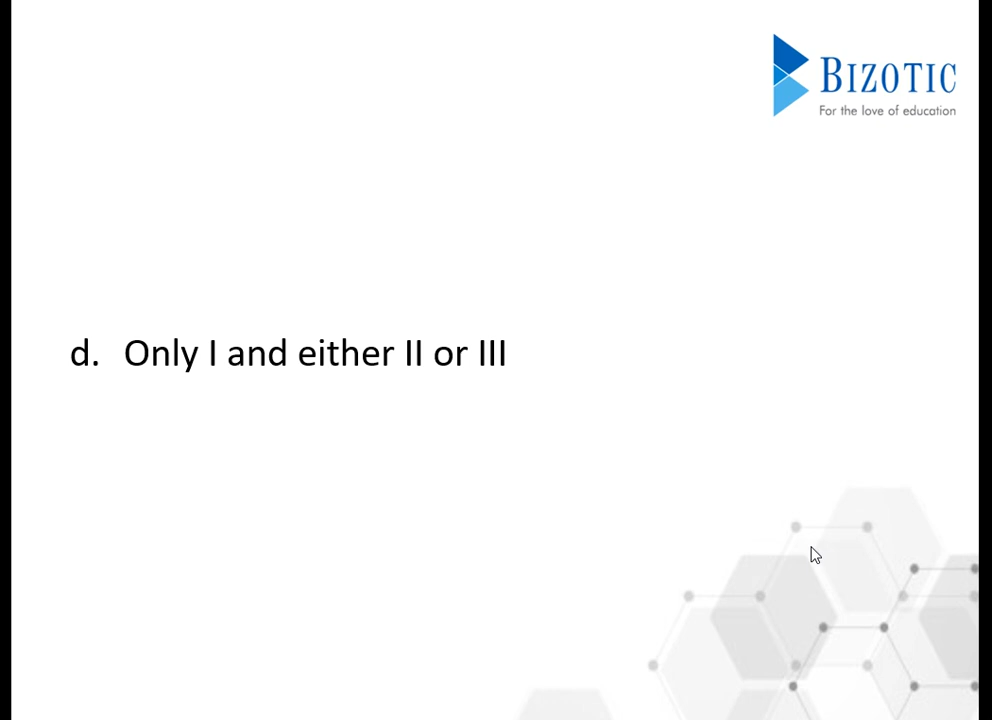 BIZOTIC
For the love of education
d. Only I and either II or III